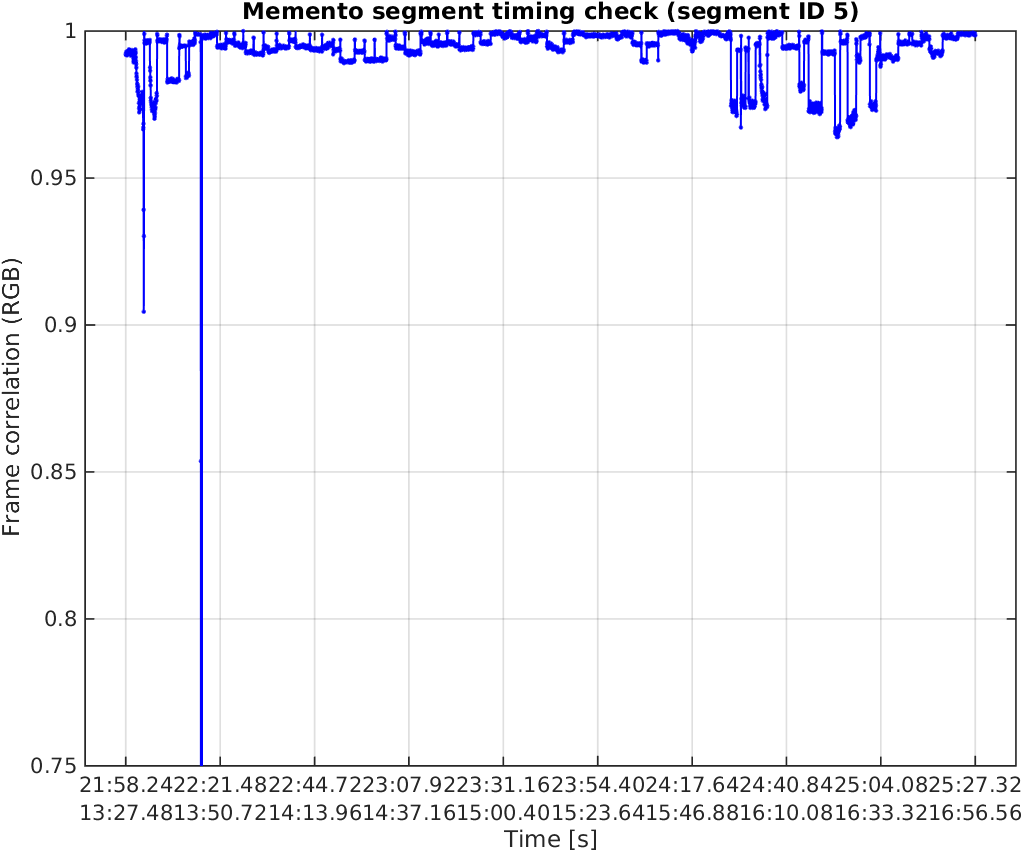 Memento segment timing check (segment ID 5)
1
0.95
0.9
0.85
0.8
0.75
Frame correlation (RGB)
21:58.2422:21.4822:44.7223:07.9223:31.1623:54.4024:17.6424:40.8425:04.0825:27.32
13:27.4813:50.7214:13.9614:37.1615:00.4015:23.6415:46.8816:10.0816:33.3216:56.56
Time [s]